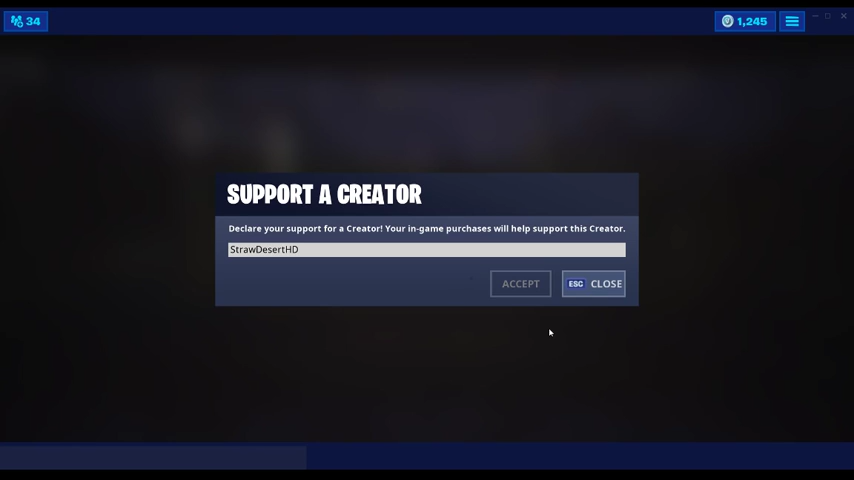 34
1,245
SUPPORT A CREATOR
Declare your support for a Creator! Your in-game purchases will help support this Creator.
StrawDesertHD
ACCEPT
ESC CLOSE